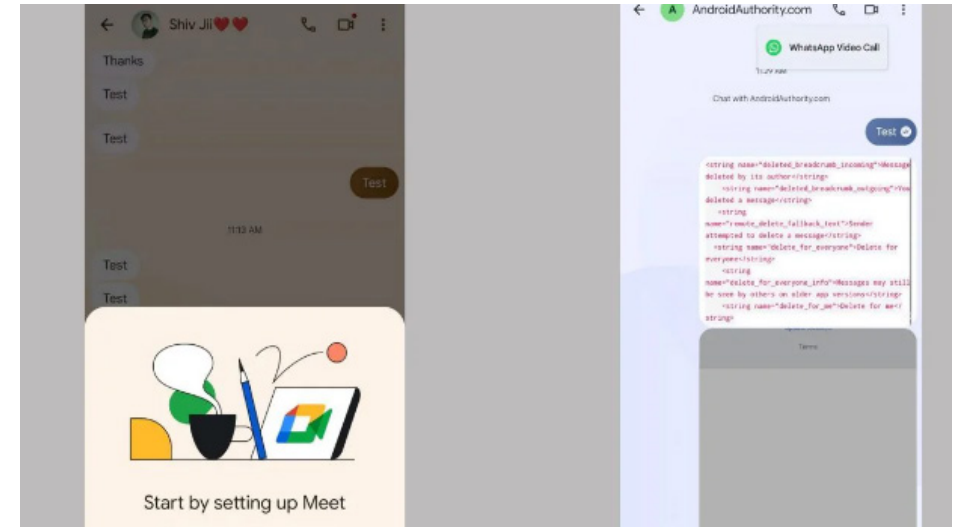 Shiv Jii❤❤
Thanks
Test
Test
Test
11:13 AM
Test
Test
Start by setting up Meet
A AndroidAuthority.com
WhatsApp Video Call
11:29 AM
Chat with AndroidAuthority.com
Test
<string name="deleted_breadcrumb_incoming">Message
deleted by its author</string>
<string name="deleted_breadcrumb_outgoing">You
deleted a message</string>
<string
name="remote_delete_fallback_text">Sender
attempted to delete a message</string>
<string name="delete_for_everyone">Delete for
everyone</string>
<string
name="delete_for_everyone_info">Messages may still
be seen by others on older app versions</string>
<string name="delete_for_me">Delete for me</
string>
Terms